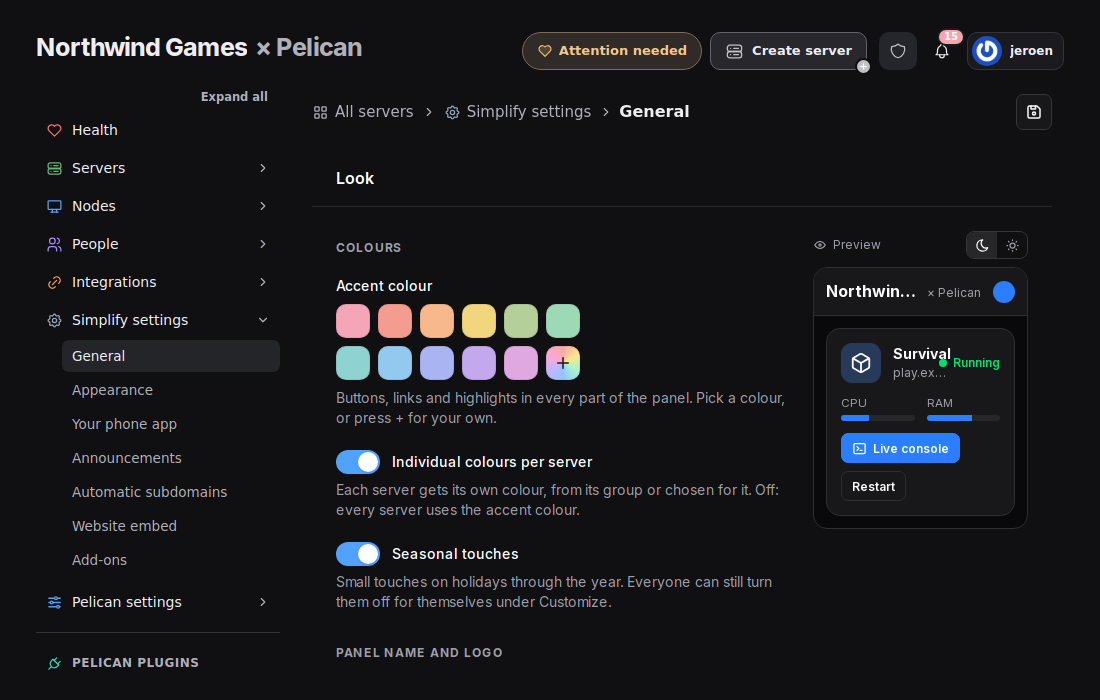 Northwind Games × Pelican
Attention needed
Create server
15
jeroen
Expand all
Health
Servers
Nodes
People
Integrations
Simplify settings
General
Appearance
Your phone app
Announcements
Automatic subdomains
Website embed
Add-ons
Pelican settings
PELICAN PLUGINS
All servers > Simplify settings > General
Look
COLOURS
Accent colour
+
Buttons, links and highlights in every part of the panel. Pick a colour,
or press + for your own.
Individual colours per server
Each server gets its own colour, from its group or chosen for it. Off:
every server uses the accent colour.
Seasonal touches
Small touches on holidays through the year. Everyone can still turn
them off for themselves under Customize.
PANEL NAME AND LOGO
Preview
Northwin… × Pelican
Survival
Running
play.ex…
CPU RAM
Live console
Restart